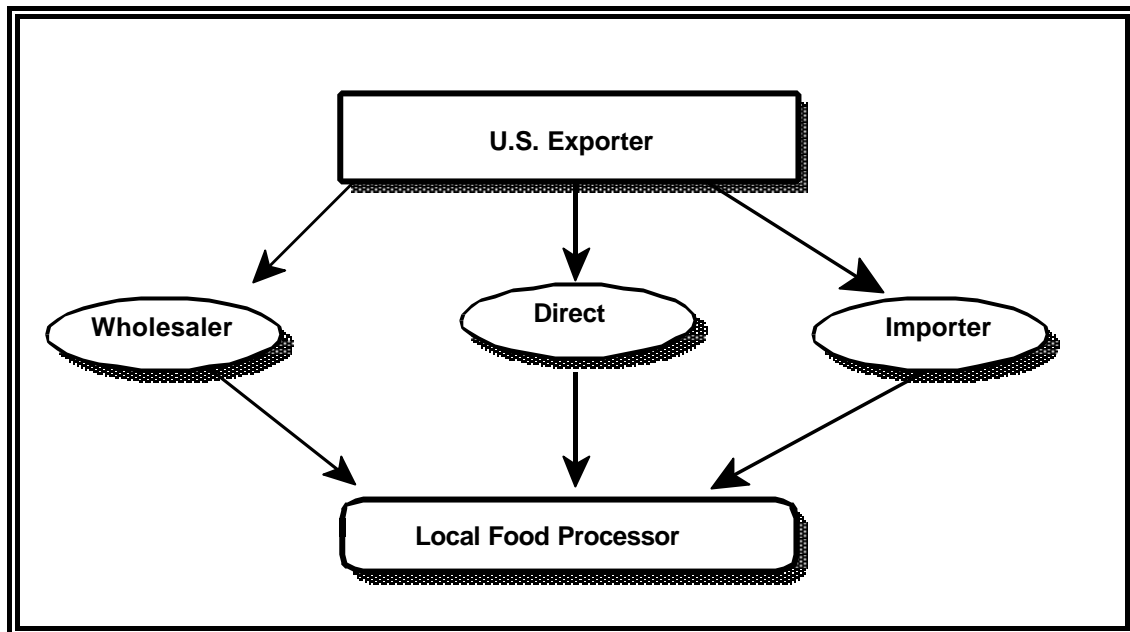 U.S. Exporter
Wholesaler
Direct
Importer
Local Food Processor